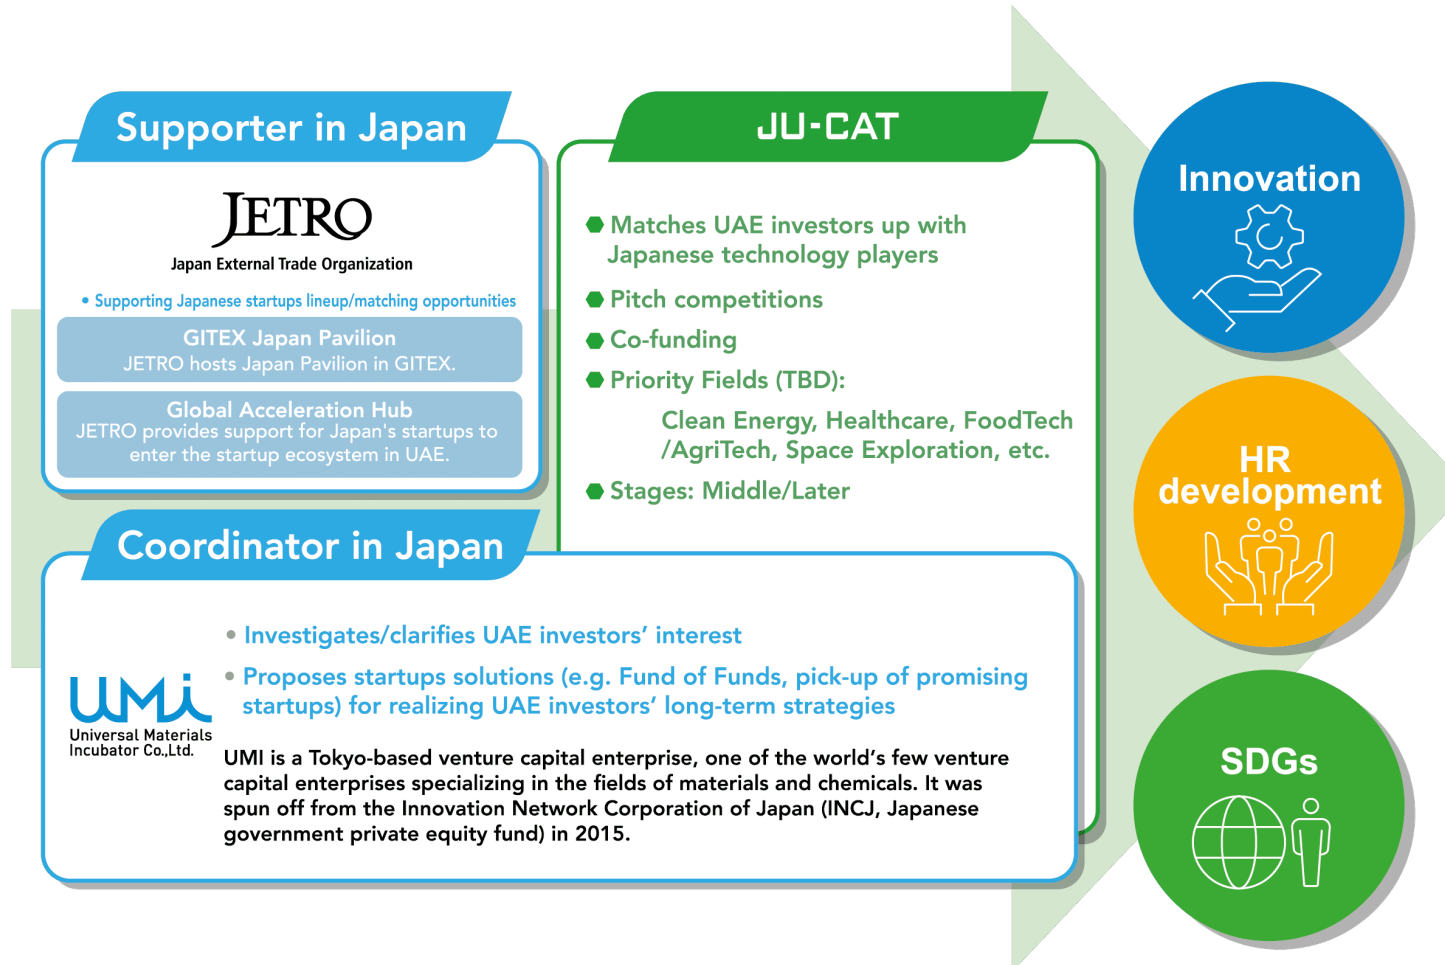 Supporter in Japan
JETRO
Japan External Trade Organization
• Supporting Japanese startups lineup/matching opportunities
GITEX Japan Pavilion
JETRO hosts Japan Pavilion in GITEX.
Global Acceleration Hub
JETRO provides support for Japan's startups to
enter the startup ecosystem in UAE.
JU-CAT
Matches UAE investors up with
Japanese technology players
Pitch competitions
Co-funding
Priority Fields (TBD):
Clean Energy, Healthcare, FoodTech
/AgriTech, Space Exploration, etc.
Stages: Middle/Later
Coordinator in Japan
UMi
Universal Materials
Incubator Co.,Ltd.
• Investigates/clarifies UAE investors’ interest
• Proposes startups solutions (e.g. Fund of Funds, pick-up of promising
startups) for realizing UAE investors’ long-term strategies
UMI is a Tokyo-based venture capital enterprise, one of the world’s few venture
capital enterprises specializing in the fields of materials and chemicals. It was
spun off from the Innovation Network Corporation of Japan (INCJ, Japanese
government private equity fund) in 2015.
Innovation
HR
development
SDGs